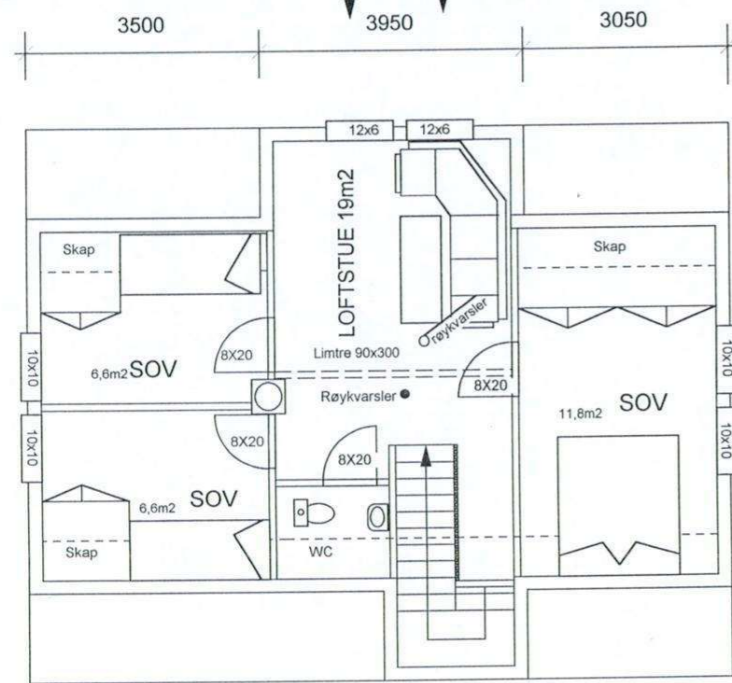 3500 3950 3050
12x6 12x6
LOFTSTUE 19m2
Skap
Skap
røykvarsler
Limtre 90x300
8X20
6,6m2 SOV
10x10
10x10
8X20
Røykvarsler
11,8m2 SOV
8X20
10x10
10x10
8X20
6,6m2 SOV
Skap
WC